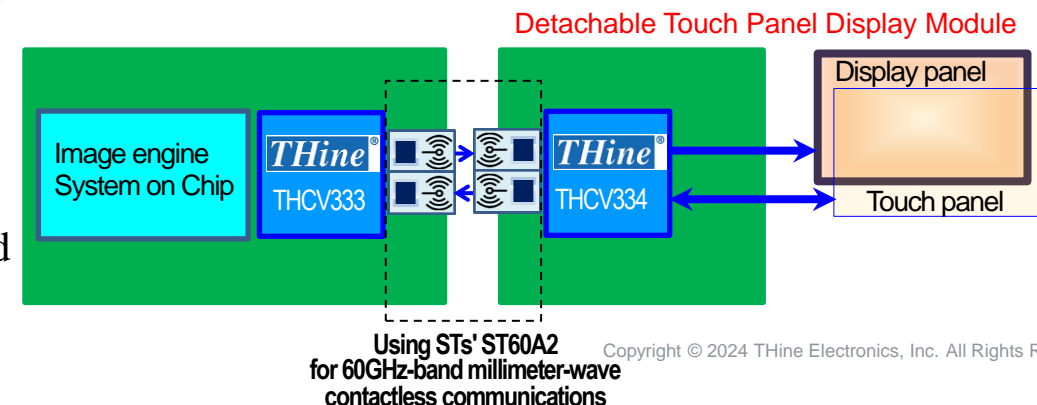 Detachable Touch Panel Display Module
Image engine
System on Chip
THine®
THCV333
THine®
THCV334
Display panel
Touch panel
d
Using STs' ST60A2
for 60GHz-band millimeter-wave
contactless communications
Copyright © 2024 THine Electronics, Inc. All Rights R